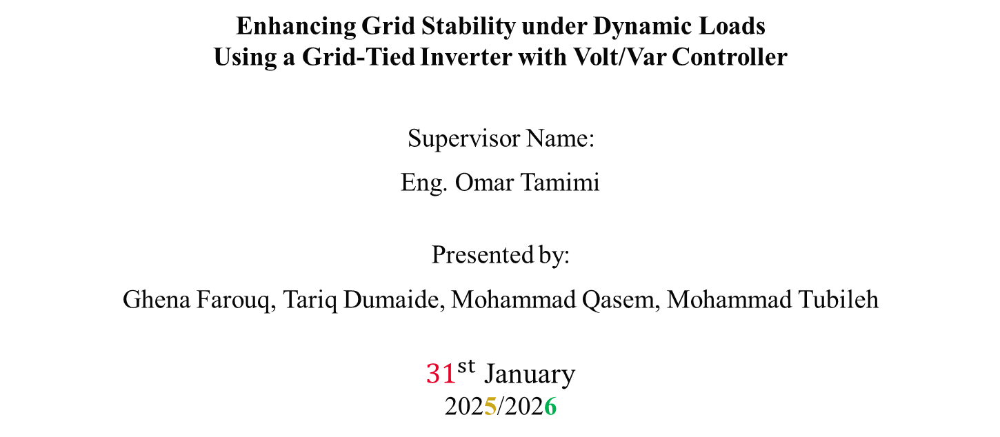 Enhancing Grid Stability under Dynamic Loads
Using a Grid-Tied Inverter with Volt/Var Controller
Supervisor Name:
Eng. Omar Tamimi
Presented by:
Ghena Farouq, Tariq Dumaide, Mohammad Qasem, Mohammad Tubileh
31st January
2025/2026